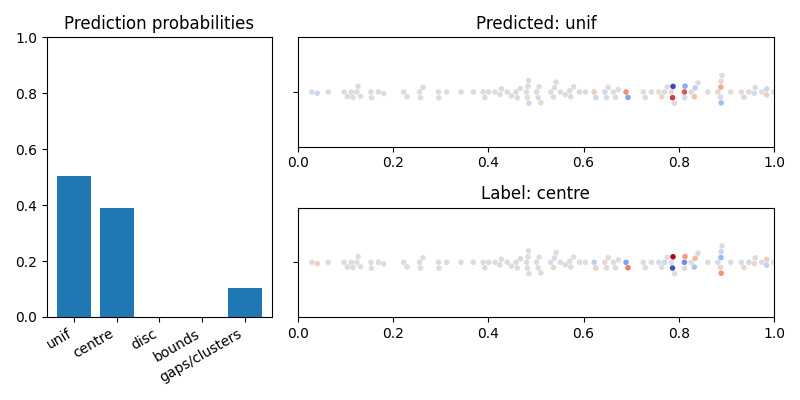 Prediction probabilities
1.0
0.8
0.6
0.4
0.2
0.0
unif
centre
disc
bounds
gaps/clusters
Predicted: unif
0.0 0.2 0.4 0.6 0.8 1.0
Label: centre
0.0 0.2 0.4 0.6 0.8 1.0